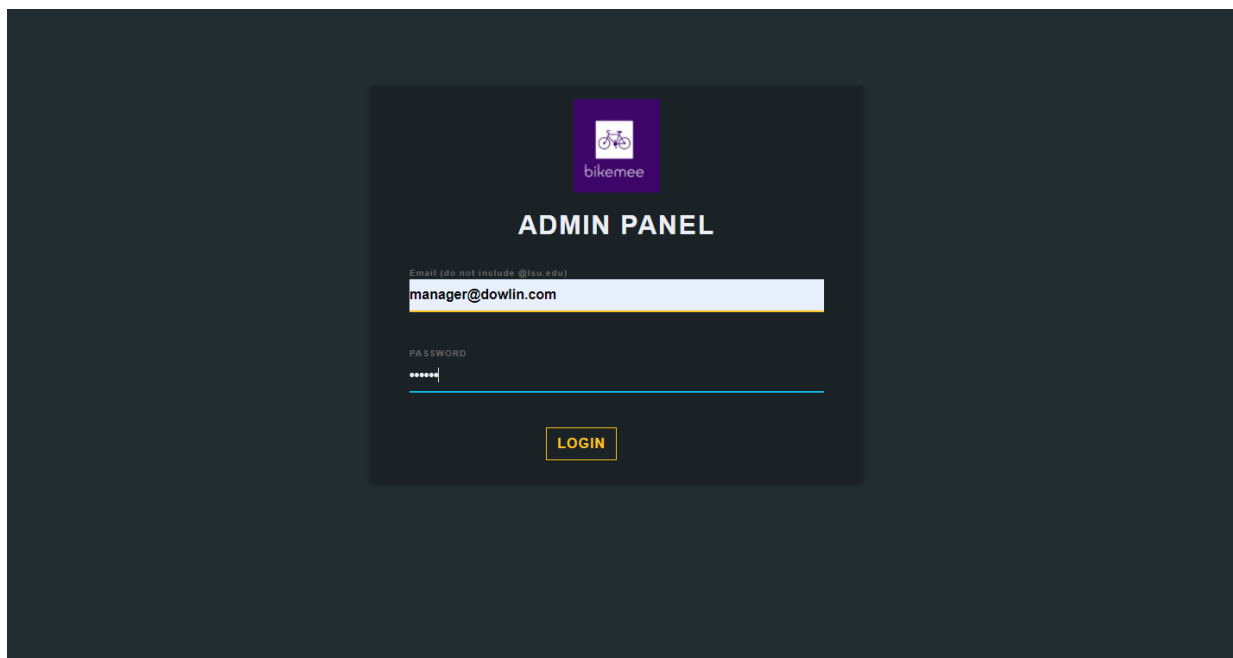 bikemee
ADMIN PANEL
Email (do not include @lsu.edu)
manager@dowlin.com
PASSWORD
••••••
LOGIN